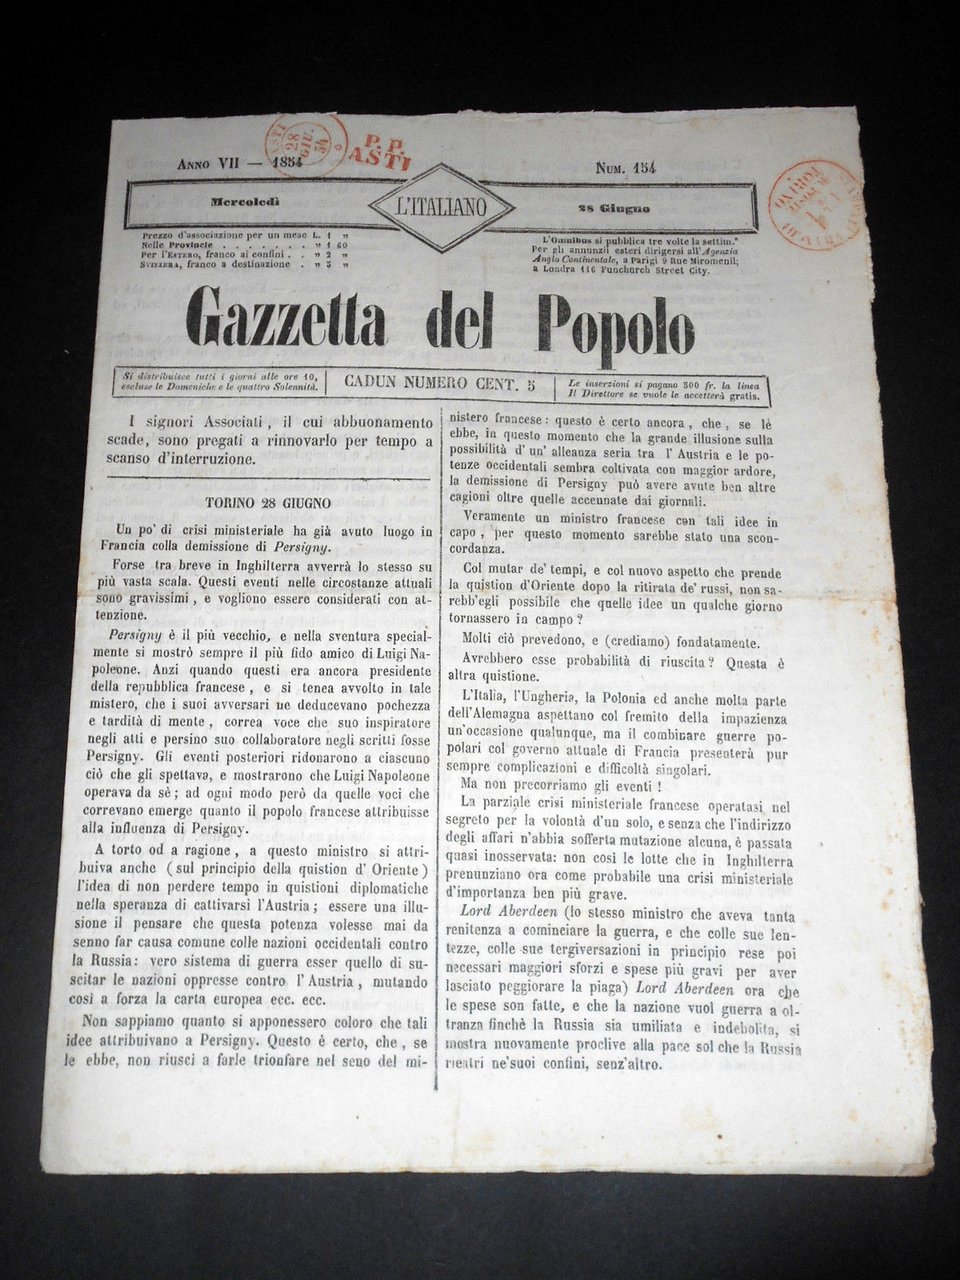 ASTI
28
GIU.
54
P. P.
ASTI
ANNO VII — 1854
NUM. 154
Mercoledì
L'ITALIANO
28 Giugno
Prezzo d'associazione per un mese L. 1 "
Nelle Provincie . . . . . . . " 1 60
Per l'ESTERO, franco ai confini . . " 2 "
SVIZZERA, franco a destinazione . " 3 "
L'Omnibus si pubblica tre volte la settim.ª
Per gli annunzii esteri dirigersi all'Agenzia
Anglo Continentale, a Parigi 9 Rue Miromenil;
a Londra 116 Funchurch Street City.
Gazzetta del Popolo
Si distribuisce tutti i giorni alle ore 10,
escluse le Domeniche e le quattro Solennità.
CADUN NUMERO CENT. 5
Le inserzioni si pagano 500 fr. la linea
Il Direttore se vuole le accetterà gratis.
I signori Associati, il cui abbuonamento
scade, sono pregati a rinnovarlo per tempo a
scanso d'interruzione.
TORINO 28 GIUGNO
Un po' di crisi ministeriale ha già avuto luogo in
Francia colla demissione di Persigny.
Forse tra breve in Inghilterra avverrà lo stesso su
più vasta scala. Questi eventi nelle circostanze attuali
sono gravissimi, e vogliono essere considerati con at-
tenzione.
Persigny è il più vecchio, e nella sventura special-
mente si mostrò sempre il più fido amico di Luigi Na-
poleone. Anzi quando questi era ancora presidente
della repubblica francese, e si tenea avvolto in tale
mistero, che i suoi avversari ne deducevano pochezza
e tardità di mente, correa voce che suo inspiratore
negli atti e persino suo collaboratore negli scritti fosse
Persigny. Gli eventi posteriori ridonarono a ciascuno
ciò che gli spettava, e mostrarono che Luigi Napoleone
operava da sè; ad ogni modo però da quelle voci che
correvano emerge quanto il popolo francese attribuisse
alla influenza di Persigny.
A torto od a ragione, a questo ministro si attri-
buiva anche (sul principio della quistion d' Oriente)
l'idea di non perdere tempo in quistioni diplomatiche
nella speranza di cattivarsi l'Austria; essere una illu-
sione il pensare che questa potenza volesse mai da
senno far causa comune colle nazioni occidentali contro
la Russia: vero sistema di guerra esser quello di su-
scitar le nazioni oppresse contro l'Austria, mutando
così a forza la carta europea ecc. ecc.
Non sappiamo quanto si apponessero coloro che tali
idee attribuivano a Persigny. Questo è certo, che, se
le ebbe, non riuscì a farle trionfare nel seno del mi-
nistero francese: questo è certo ancora, che, se le
ebbe, in questo momento che la grande illusione sulla
possibilità d' un' alleanza seria tra l'Austria e le po-
tenze occidentali sembra coltivata con maggior ardore,
la demissione di Persigny può avere avute ben altre
cagioni oltre quelle accennate dai giornali.
Veramente un ministro francese con tali idee in
capo, per questo momento sarebbe stato una scon-
cordanza.
Col mutar de' tempi, e col nuovo aspetto che prende
la quistion d'Oriente dopo la ritirata de' russi, non sa-
rebb'egli possibile che quelle idee un qualche giorno
tornassero in campo?
Molti ciò prevedono, e (crediamo) fondatamente.
Avrebbero esse probabilità di riuscita? Questa è
altra quistione.
L'Italia, l'Ungheria, la Polonia ed anche molta parte
dell'Alemagna aspettano col fremito della impazienza
un'occasione qualunque, ma il combinare guerre po-
polari col governo attuale di Francia presenterà pur
sempre complicazioni e difficoltà singolari.
Ma non precorriamo gli eventi!
La parziale crisi ministeriale francese operatasi nel
segreto per la volontà d'un solo, e senza che l'indirizzo
degli affari n'abbia sofferta mutazione alcuna, è passata
quasi inosservata: non così le lotte che in Inghilterra
prenunziano ora come probabile una crisi ministeriale
d'importanza ben più grave.
Lord Aberdeen (lo stesso ministro che aveva tanta
renitenza a cominciare la guerra, e che colle sue len-
tezze, colle sue tergiversazioni in principio rese poi
necessari maggiori sforzi e spese più gravi per aver
lasciato peggiorare la piaga) Lord Aberdeen ora che
le spese son fatte, e che la nazione vuol guerra a ol-
tranza finchè la Russia sia umiliata e indebolita, si
mostra nuovamente proclive alla pace sol che la Russia
rientri ne'suoi confini, senz'altro.